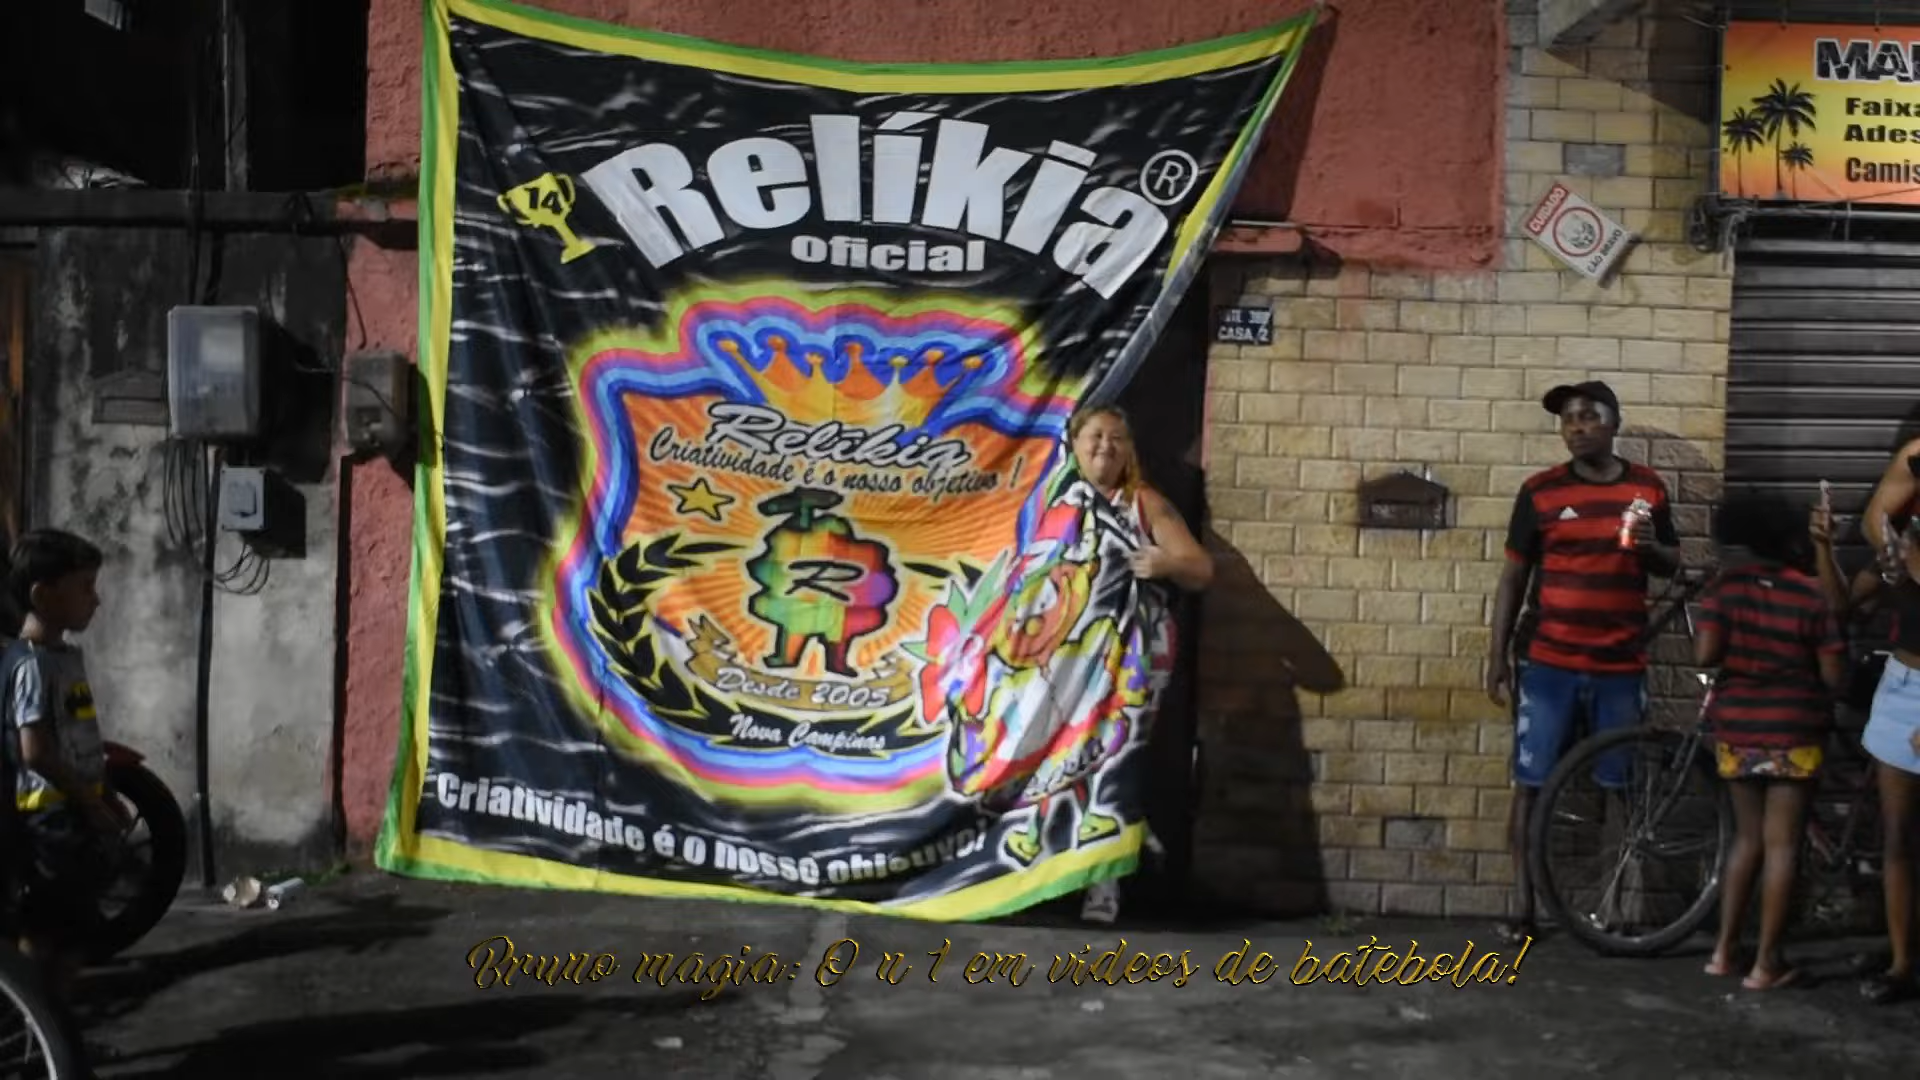 14
Relíkia ®
oficial
Relíkia
Criatividade é o nosso objetivo !
R
Desde 2005
Nova Campinas
Criatividade é o nosso objetivo!
CASA 2
CUIDADO
CÃO BRAVO
Faixa
Ades
Camis
Bruno magia: O n 1 em vídeos de batebola!